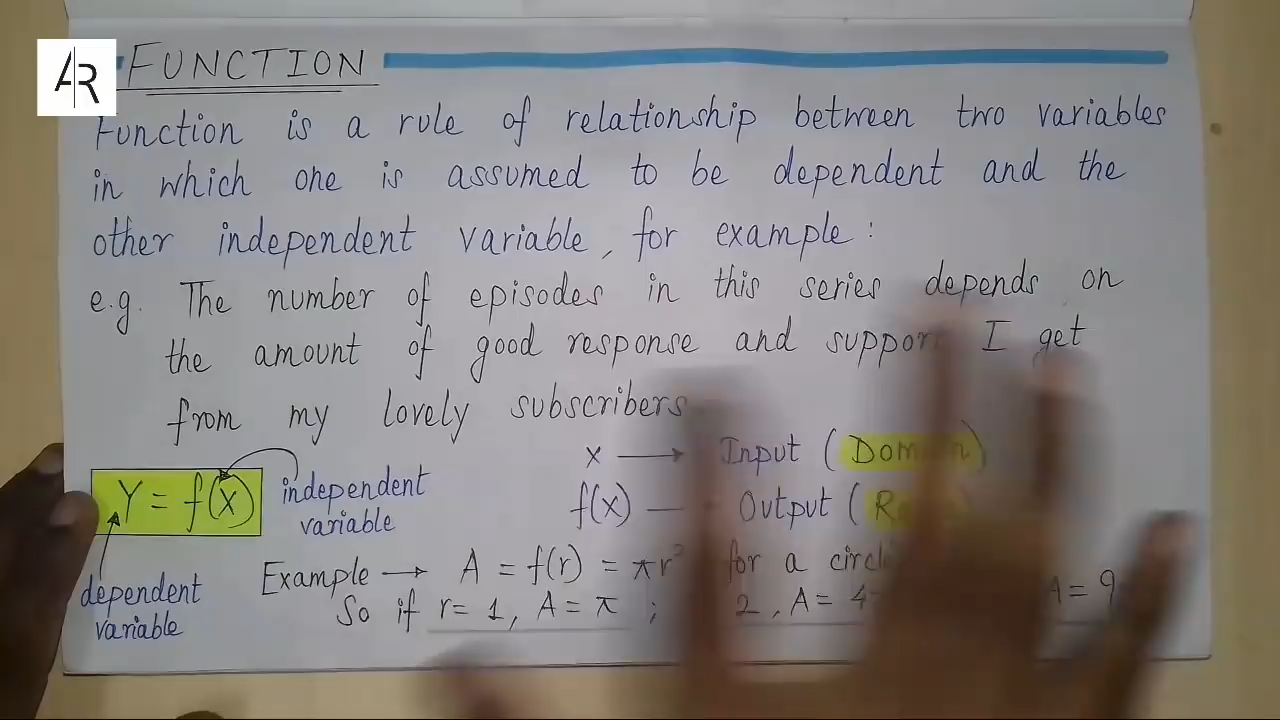 AR
FUNCTION
Function is a rule of relationship between two variables
in which one is assumed to be dependent and the
other independent variable, for example :
e.g. The number of episodes in this series depends on
the amount of good response and support I get
from my lovely subscribers
x → Input (Domain)
Y = f(x)
independent
variable
f(x) — Output (
dependent
variable
Example → A = f(r) = πr² for a
So if r= 1, A = π ; 2, A= A = 9